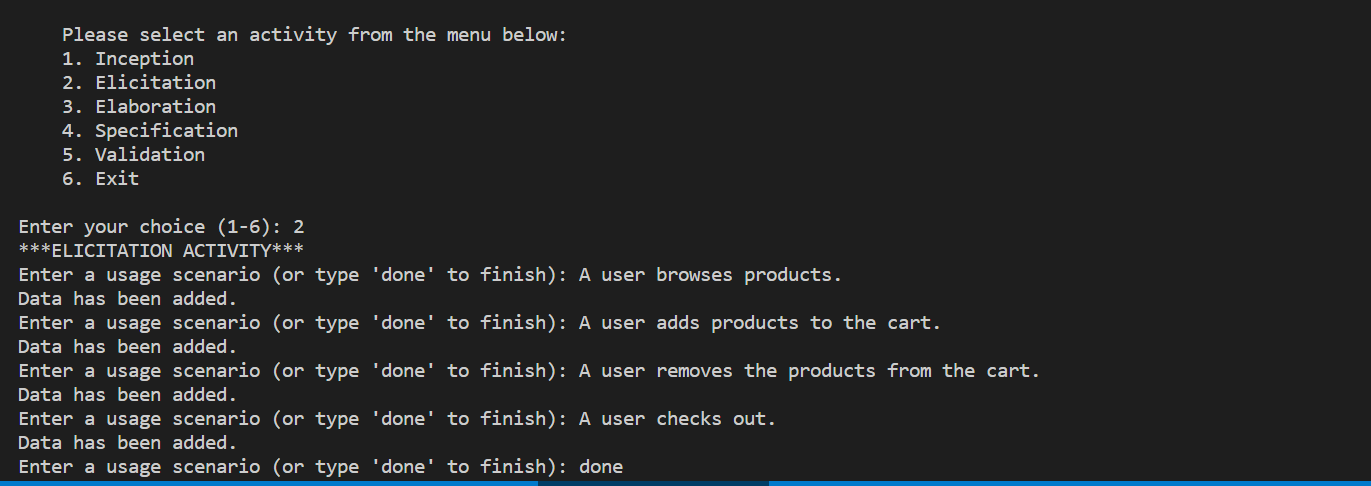 Please select an activity from the menu below:
1. Inception
2. Elicitation
3. Elaboration
4. Specification
5. Validation
6. Exit
Enter your choice (1-6): 2
***ELICITATION ACTIVITY***
Enter a usage scenario (or type 'done' to finish): A user browses products.
Data has been added.
Enter a usage scenario (or type 'done' to finish): A user adds products to the cart.
Data has been added.
Enter a usage scenario (or type 'done' to finish): A user removes the products from the cart.
Data has been added.
Enter a usage scenario (or type 'done' to finish): A user checks out.
Data has been added.
Enter a usage scenario (or type 'done' to finish): done